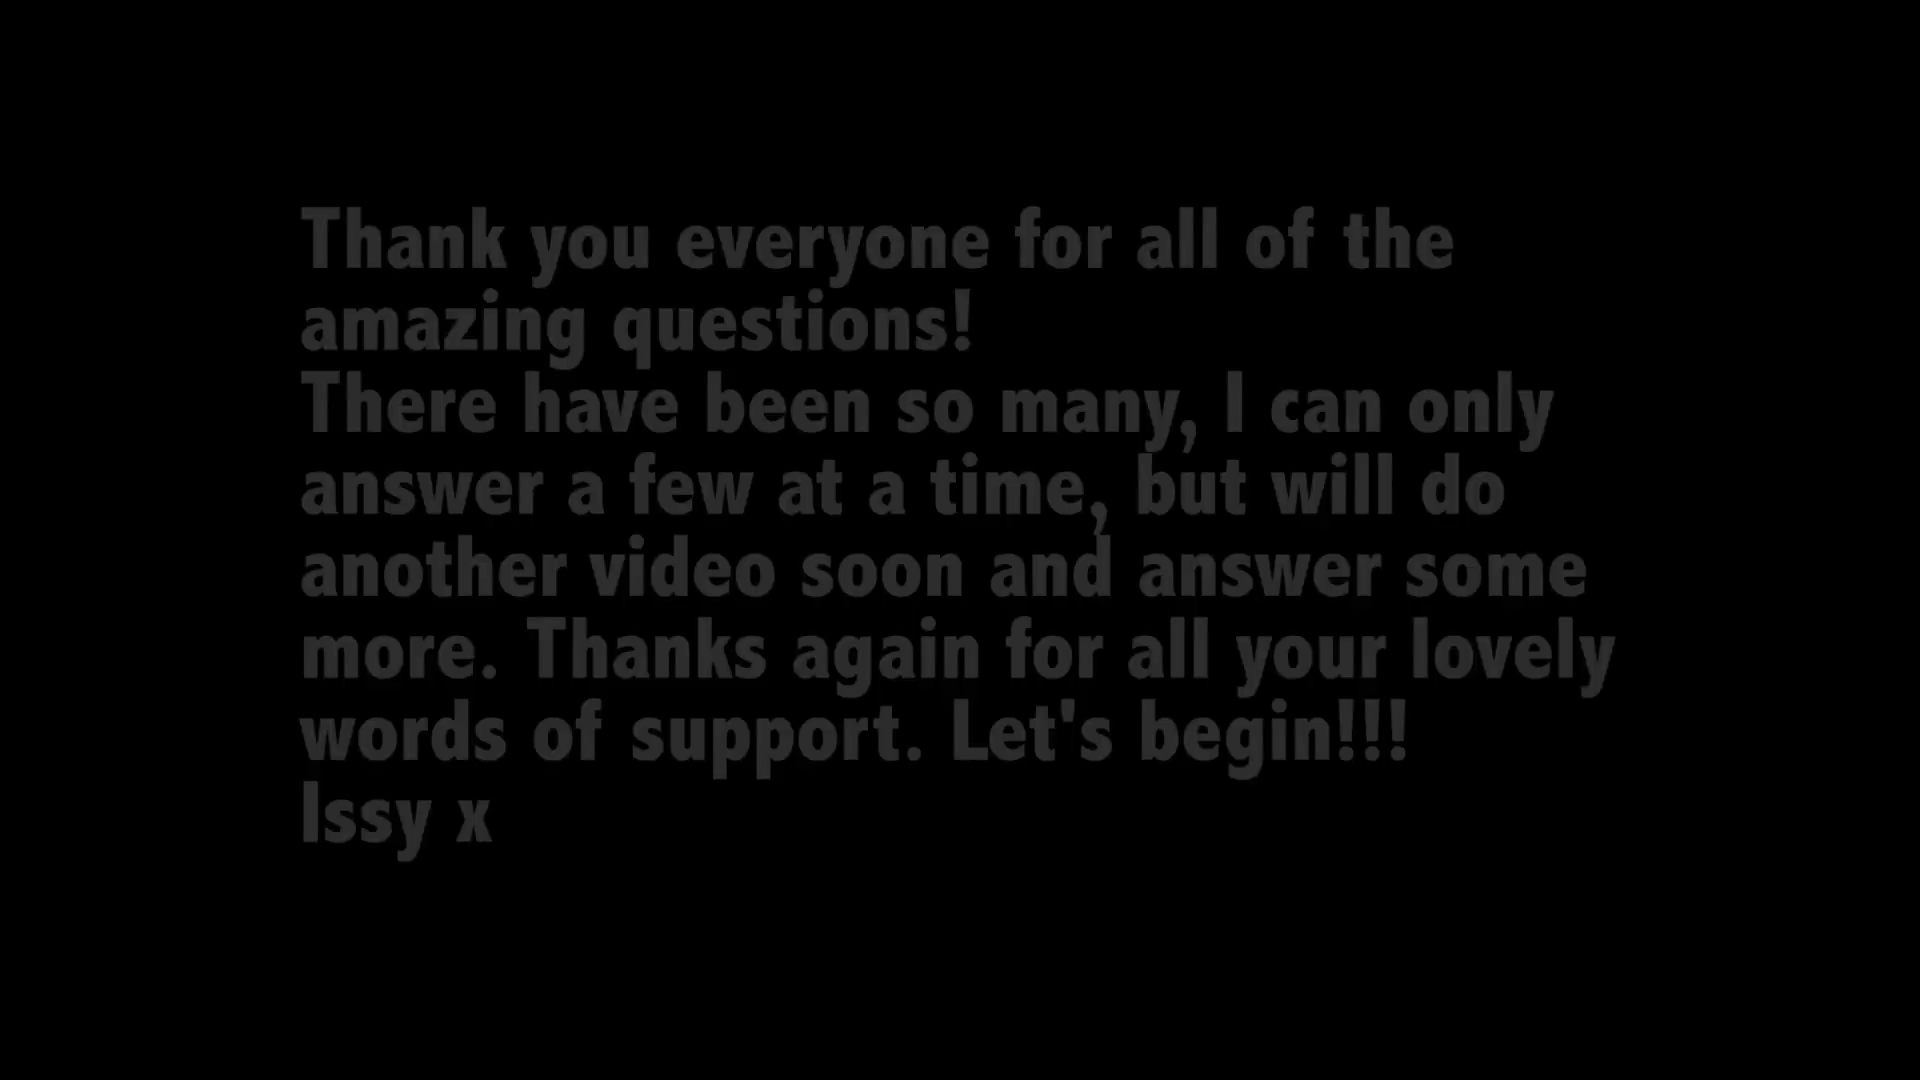 Thank you everyone for all of the
amazing questions!
There have been so many, I can only
answer a few at a time, but will do
another video soon and answer some
more. Thanks again for all your lovely
words of support. Let's begin!!!
Issy x